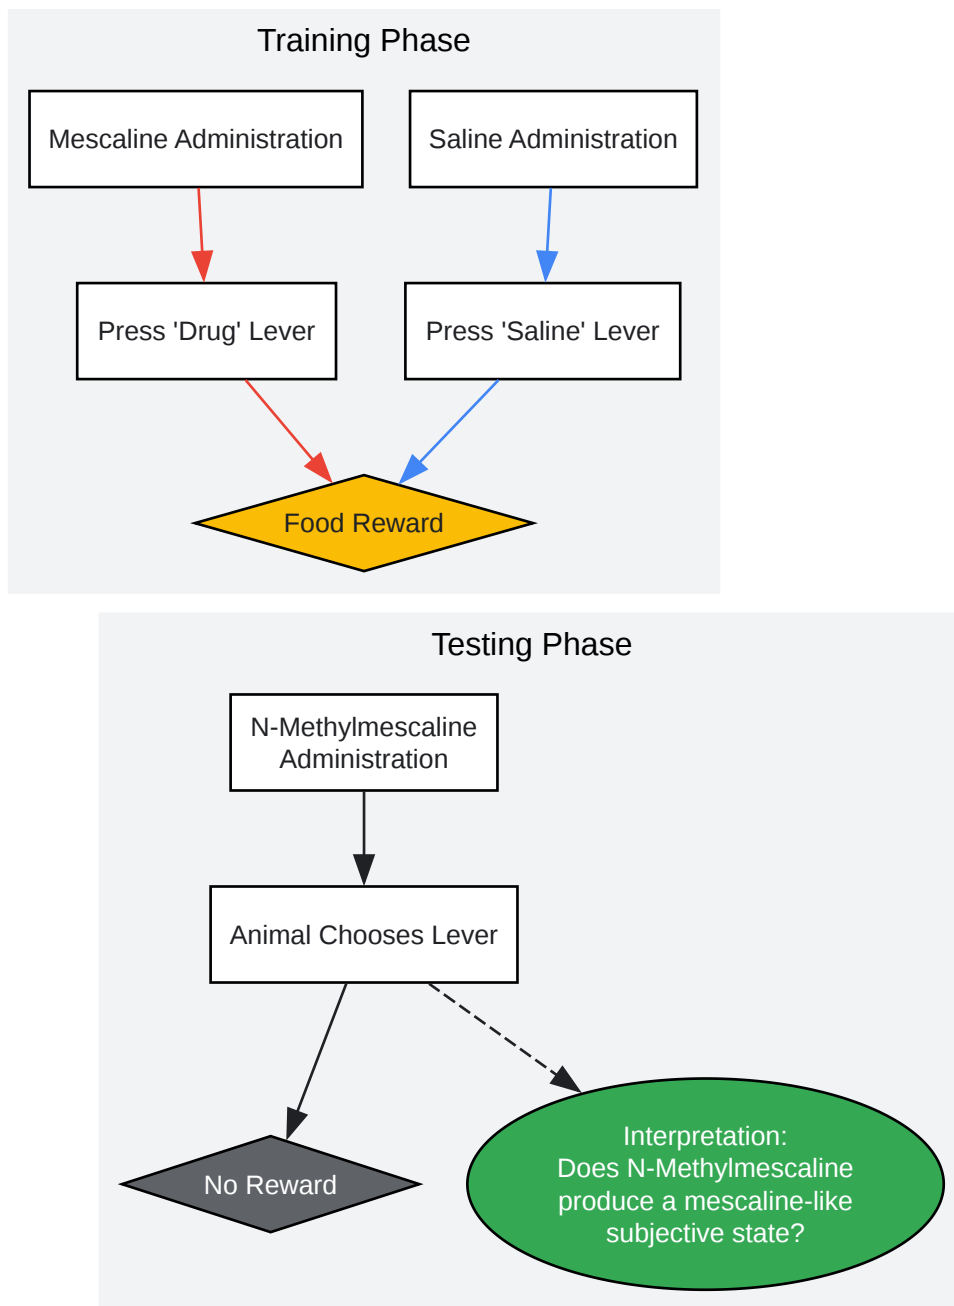 Training Phase
Mescaline Administration
Saline Administration
Press 'Drug' Lever
Press 'Saline' Lever
Food Reward
Testing Phase
N-Methylmescaline
Administration
Animal Chooses Lever
No Reward
Interpretation:
Does N-Methylmescaline
produce a mescaline-like
subjective state?